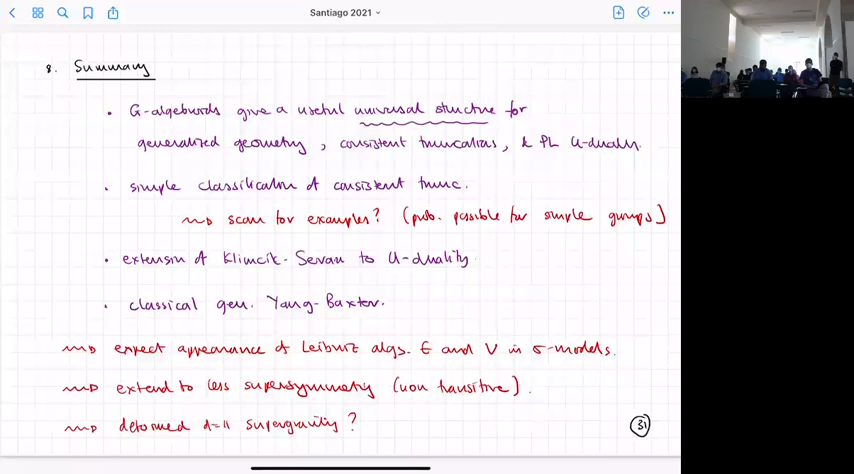 Santiago 2021
8. Summary
· G-algebroids give a useful universal structure for
generalized geometry, consistent truncations, & PL U-duality.
· simple classification of consistent trunc.
⇝ scan for examples? (prob. possible for simple groups)
· extension of Klimcik-Severa to U-duality
· classical gen. Yang-Baxter.
⇝ expect appearance of Leibniz algs. E and V in σ-models.
⇝ extend to less supersymmetry (non transitive).
⇝ deformed d=11 supergravity?
31